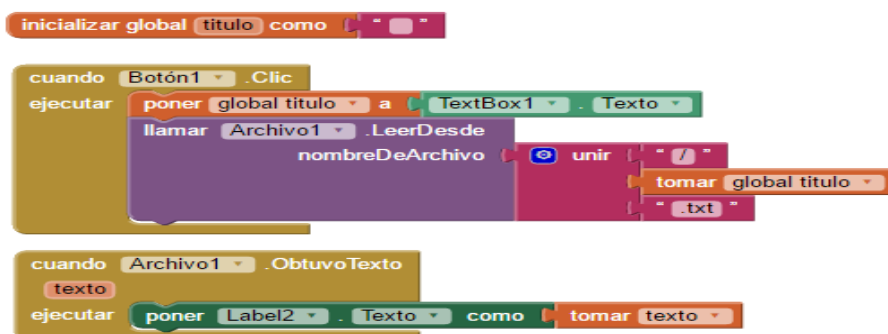 inicializar global titulo como " "
cuando Botón1 .Clic
ejecutar poner global titulo a TextBox1 . Texto
llamar Archivo1 .LeerDesde
nombreDeArchivo unir " / "
tomar global titulo
" .txt "
cuando Archivo1 .ObtuvoTexto
texto
ejecutar poner Label2 . Texto como tomar texto